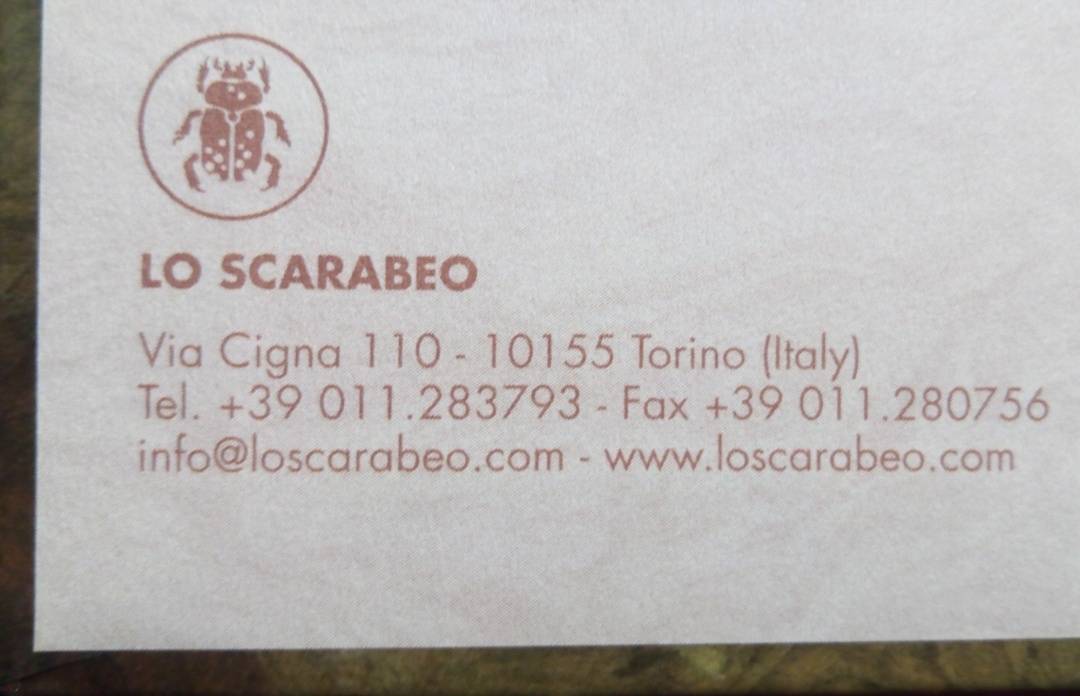 LO SCARABEO
Via Cigna 110 - 10155 Torino (Italy)
Tel. +39 011.283793 - Fax +39 011.280756
info@loscarabeo.com - www.loscarabeo.com